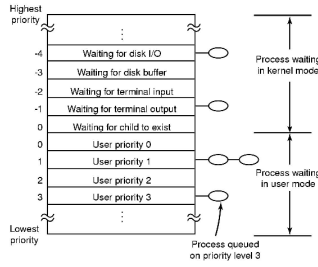 Highest
priority
-4 Waiting for disk I/O
-3 Waiting for disk buffer
-2 Waiting for terminal input
-1 Waiting for terminal output
0 Waiting for child to exist
0 User priority 0
1 User priority 1
2 User priority 2
3 User priority 3
Lowest
priority
Process waiting
in kernel mode
Process waiting
in user mode
Process queued
on priority level 3